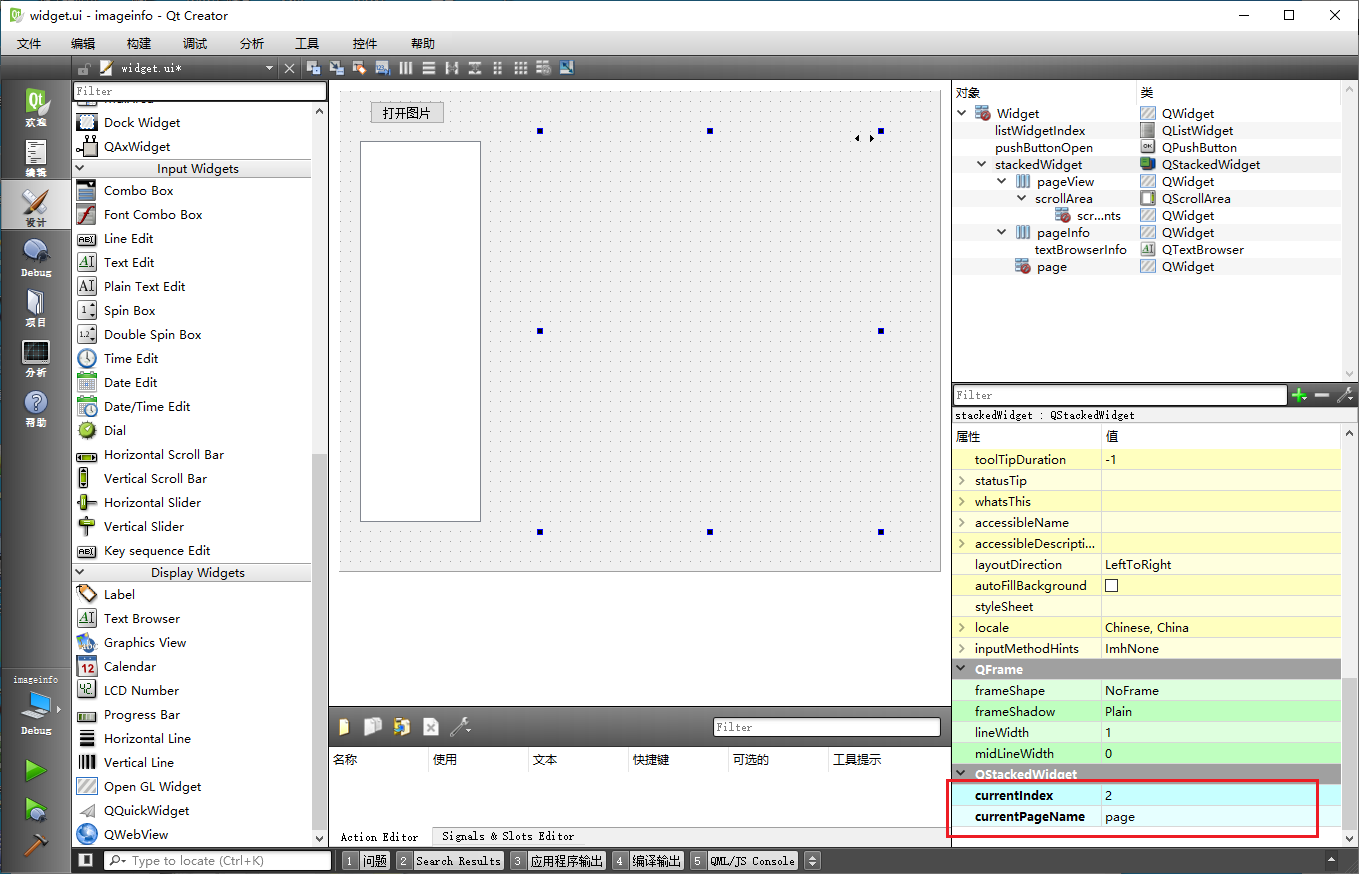 widget.ui - imageinfo - Qt Creator
文件 编辑 构建 调试 分析 工具 控件 帮助
widget.ui*
欢迎
编辑
设计
Debug
项目
分析
帮助
imageinfo
Debug
Filter
Dock Widget
QAxWidget
Input Widgets
Combo Box
Font Combo Box
Line Edit
Text Edit
Plain Text Edit
Spin Box
Double Spin Box
Time Edit
Date Edit
Date/Time Edit
Dial
Horizontal Scroll Bar
Vertical Scroll Bar
Horizontal Slider
Vertical Slider
Key sequence Edit
Display Widgets
Label
Text Browser
Graphics View
Calendar
LCD Number
Progress Bar
Horizontal Line
Vertical Line
Open GL Widget
QQuickWidget
QWebView
打开图片
Filter
名称 使用 文本 快捷键 可选的 工具提示
Action Editor Signals & Slots Editor
对象 类
Widget QWidget
listWidgetIndex QListWidget
pushButtonOpen QPushButton
stackedWidget QStackedWidget
pageView QWidget
scrollArea QScrollArea
scr...nts QWidget
pageInfo QWidget
textBrowserInfo QTextBrowser
page QWidget
Filter
stackedWidget : QStackedWidget
属性 值
toolTipDuration -1
statusTip
whatsThis
accessibleName
accessibleDescripti...
layoutDirection LeftToRight
autoFillBackground
styleSheet
locale Chinese, China
inputMethodHints ImhNone
QFrame
frameShape NoFrame
frameShadow Plain
lineWidth 1
midLineWidth 0
QStackedWidget
currentIndex 2
currentPageName page
Type to locate (Ctrl+K) 1 问题 2 Search Results 3 应用程序输出 4 编译输出 5 QML/JS Console